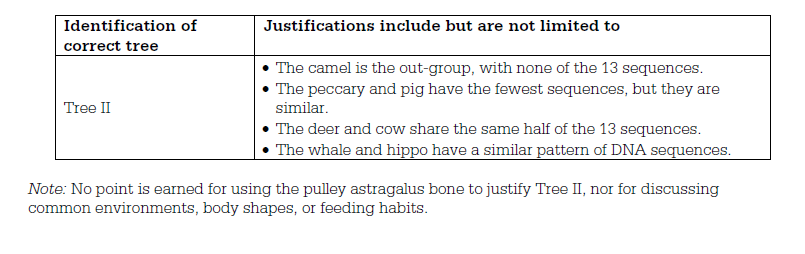 Identification of
correct tree
Justifications include but are not limited to
Tree II
• The camel is the out-group, with none of the 13 sequences.
• The peccary and pig have the fewest sequences, but they are
similar.
• The deer and cow share the same half of the 13 sequences.
• The whale and hippo have a similar pattern of DNA sequences.
Note: No point is earned for using the pulley astragalus bone to justify Tree II, nor for discussing
common environments, body shapes, or feeding habits.